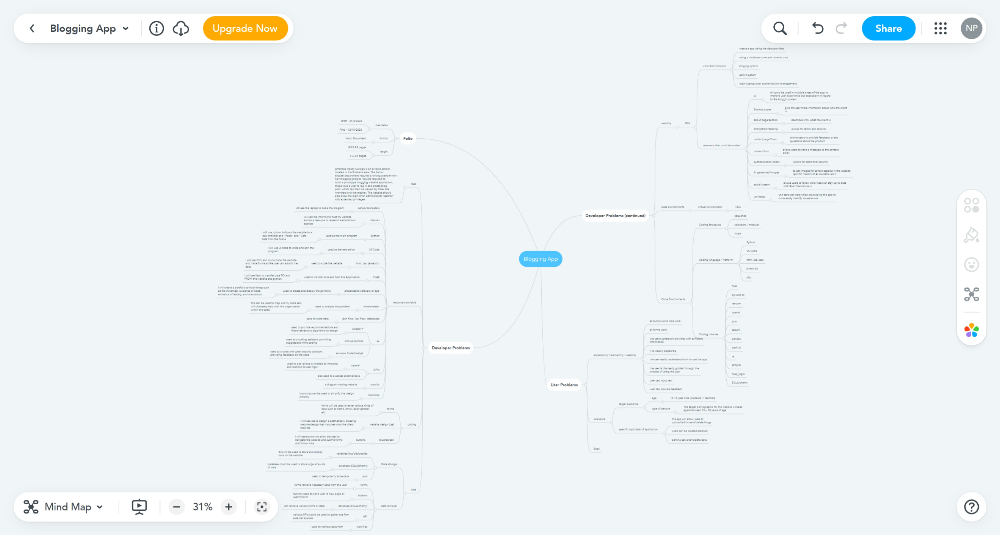 Blogging App
Upgrade Now
Share
NP
Folio
due dates
Draft - 31/8/2023
Final - 12/10/2023
format
Word Document
length
8-10 A3 pages
4-6 A4 pages
Developer Problems
Task
Ambrose Treacy College is an all-boys school
located in the Brisbane area. The Senior
English department requires a writing platform for t
heir blogging project. You are required to
build a prototype blogging website application,
that allows a user to log in and create blog
post, which can then be viewed by other site
members and the teacher. The website should
also allow the login of an administrator (teacher)
with extended privileges
resources available
laptop/computers
will use the laptop to code the program
internet
will use the internet to host my website
and as a resource to research and unknown
aspects
python
used as the main program
i will use python to hosts the website to a
local browser and "Posts" and "Gets"
data from the forms
VS Code
used as the text editor
i will use vs code to code and edit the
program
html, css, javascript
used to code the website
i will use html and css to code the website
and make forms so the user can submit the
data
Flask
used to transfer data and host the Application
i will use flask to transfer data TO and
FROM the website and python
presentation software or app
used to create and display the portfolio
i will create a portfolio to hold things such
as the mindmap, evidence of code,
evidence of testing, and a evalution
mind meister
used to analyse the problem
this can be used to map out my code and
will ultimately help with the organisation
within the code
json files / csv files / databases
used to store data
Ai
ChatGTP
used to provide recommendations and
improvements to algorithms or design
GitHub CoPilot
used as a coding assistant, providing
suggestions while coding
Amazon CodeCatalyst
used as a code and cyber security assistant
providing feedback on the code
API's
openai
used to get various AI models to interpret
and respond to user input
also used to a access external data
draw.io
a diagram making website
bootstrap
bootstrap can be used to simplify the design
process
coding
forms
forms will be used to enter various kinds of
data such as name, email, baby gender,
etc.
website design (css)
i will use css to design a aesthetically pleasing
website design that matches what the client
requires
touchscreen
buttons
i will use buttons to allow the user to
navigate the website and submit forms
and follow links
data
Data storage
variables/lists/distionaries
this will be used to store and display
data on the website
database (SQLAlchemy)
database could be used to store large amounts
of data
json
used to temporarily store data
data retrieval
forms
forms retrieve necessary data from the user
buttons
buttons used to send user to new page or
submit form
database (SQLAlchemy)
can retrieve various forms of data
API
various API's could be used to gather ata from
external sources
json files
used to retrieve data from
Blogging App
Developer Problems (continued)
usability
GUI
essential elements
create a app using the data provided
using a database store and retreive data
bloging system
admin system
login/signup (user authentication/management)
elements that could be added
AI
AI could be used in multiple areas of the app to
improve user experience but especcially in regard
to the bloggin system
Subject pages
give the user more infomation about who the client
is
about page/section
describes who, what the client is
Encryption/Hashing
allows for safety and security
contact page/form
allows users to provide feedback or ask
questions about the product
contact form
allows users to send a message to the contact
email
Authentication codes
allows for additional security
Ai generated images
to get images for certain aspects in the website,
specific models of AI could be used
social system
allows users to follow other users an stay up to date
with thier friends/peers
unit tests
unit tests can help when developing the app to
more easily identify issues/errors
Data Environments
Virtual Environment
venv
Code Environments
Coding Structures
sequence
selections / modular
loops
Coding language / Platform
Python
VS Code
html, css, sccs
javascript
php
Coding Libaries
flask
sys and os
random
openai
json
sklearn
pandas
pathLib
re
smtplib
flask_login
SQLAlchemy
User Problems
accessibility / learnability / usability
all buttons and links work
all forms work
the users constantly provided with sufficient
information
it is visually appealing
the user easily understands how to use the app
the user is discreetly guided through the
process of using the app
user can input text
user can provide feedback
relevence
target audience
age
15-18 year olds (students) + teachers
type of people
The target demographic for the website is males
aged between 15 – 18 years of age
specific topic/task of application
the app will allow users to
upload/edit/create/delete blogs
users can be created/deleted
admins can alter/delete data
Bugs
Mind Map
31%